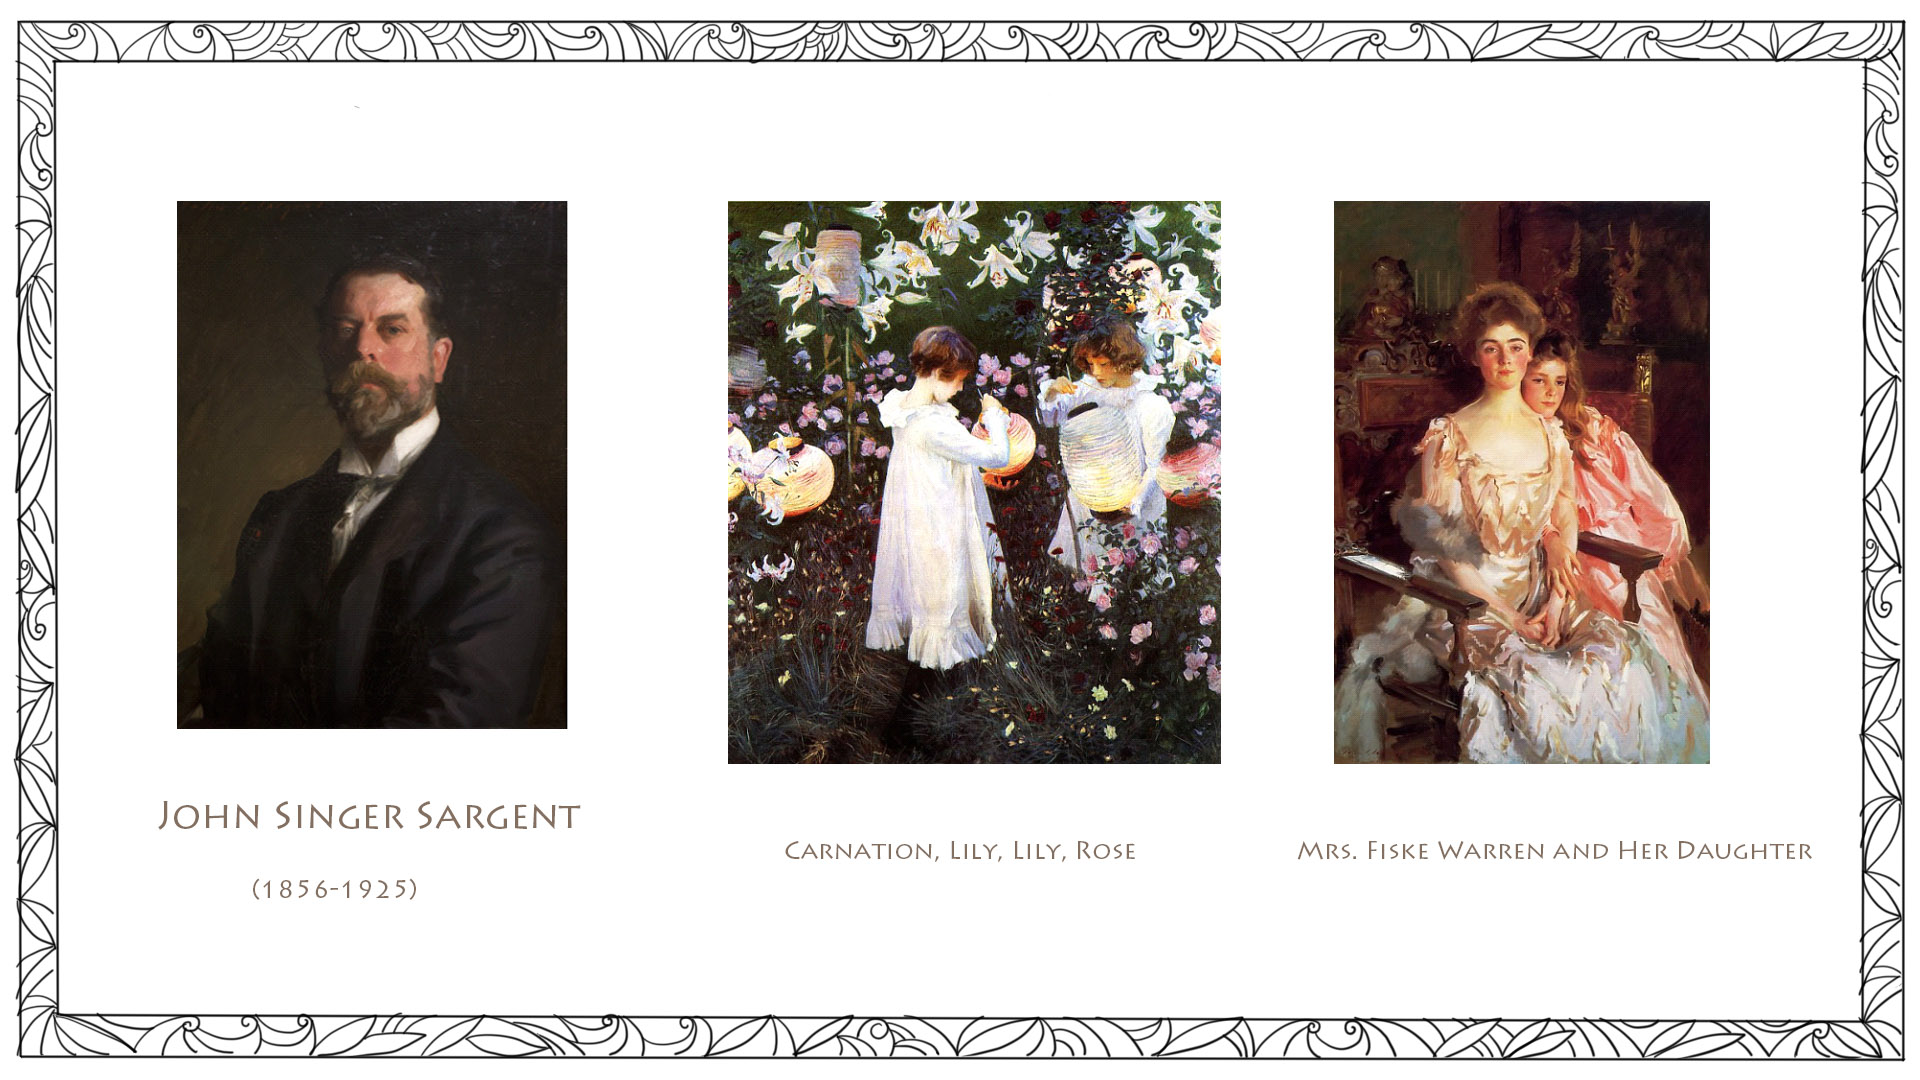 John Singer Sargent
(1856-1925)
Carnation, Lily, Lily, Rose
Mrs. Fiske Warren and Her Daughter